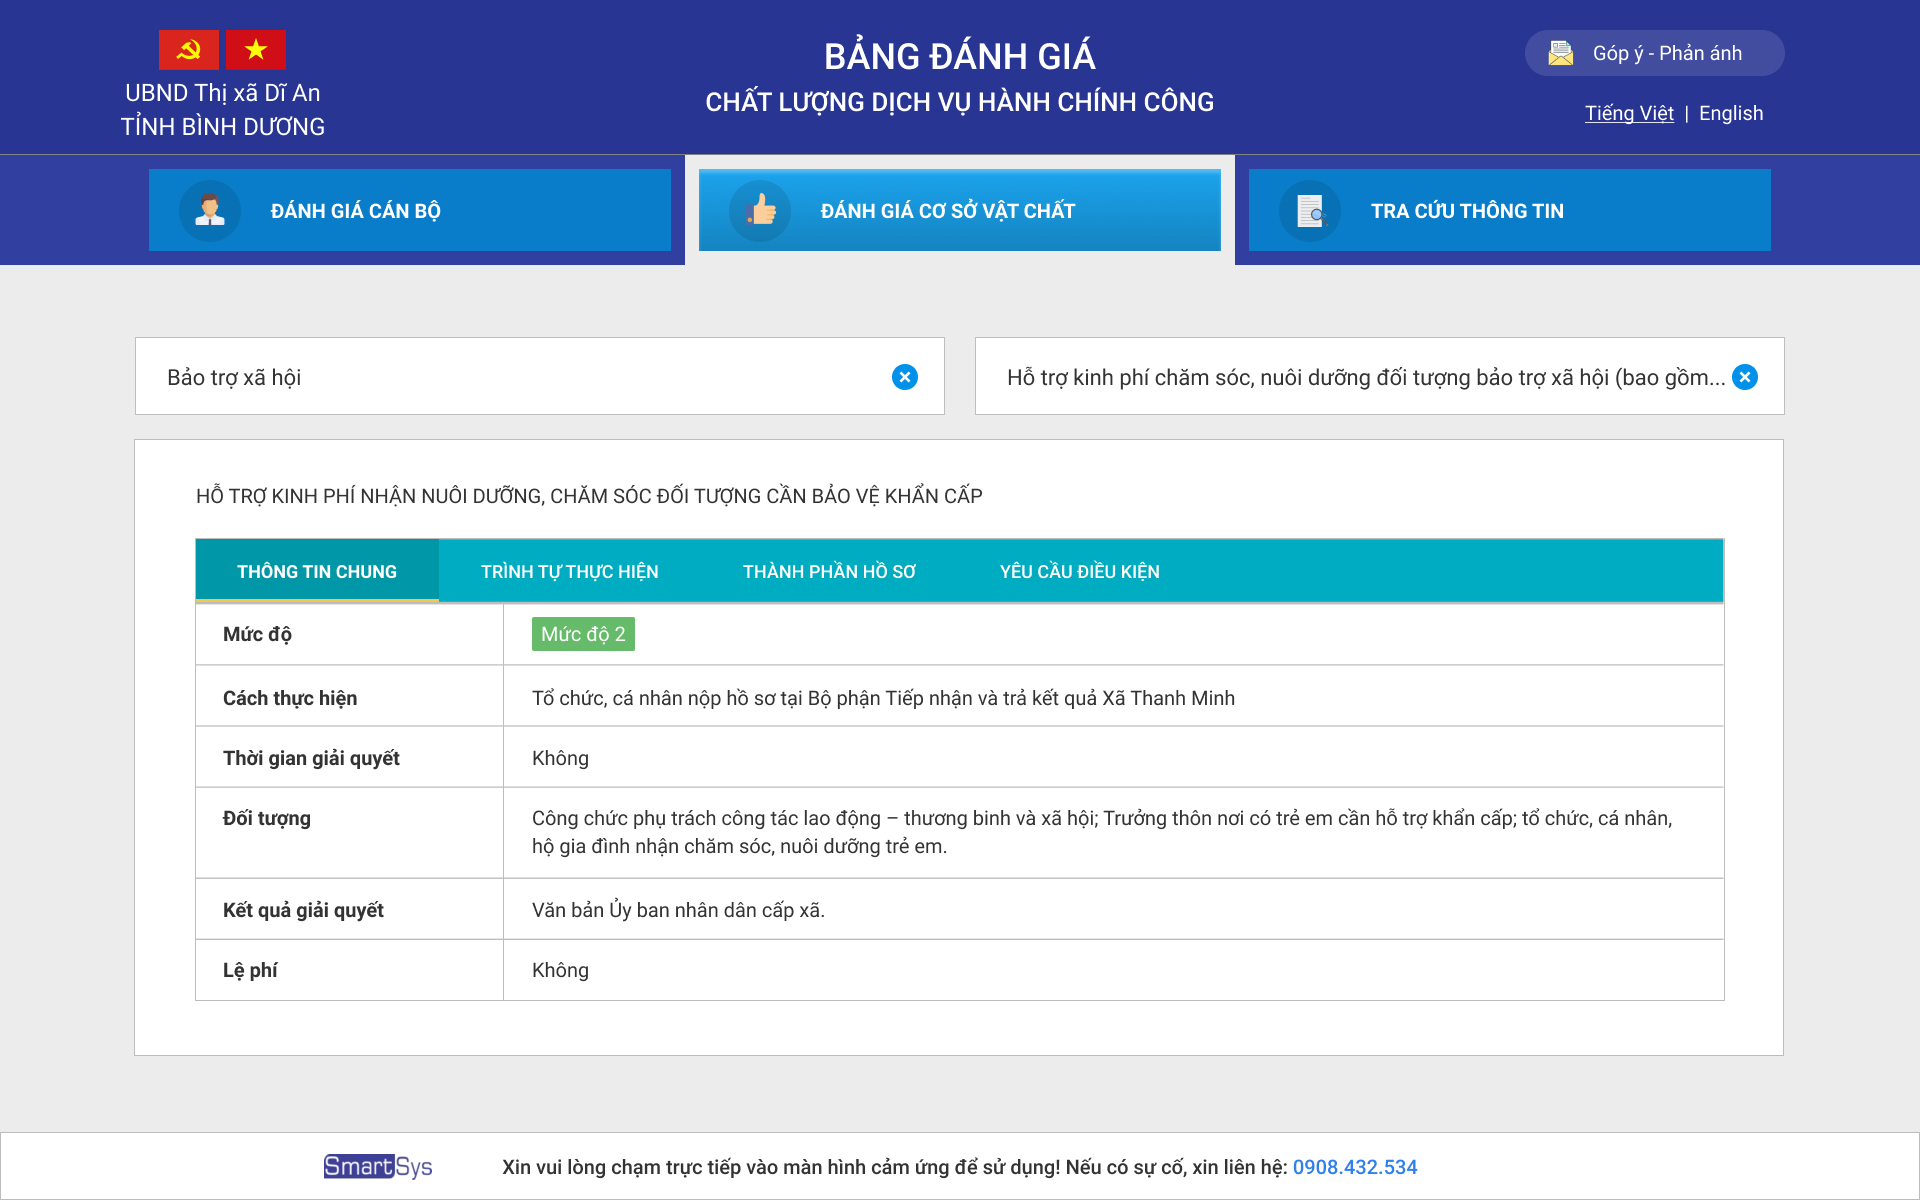 UBND Thị xã Dĩ An
TỈNH BÌNH DƯƠNG
BẢNG ĐÁNH GIÁ
CHẤT LƯỢNG DỊCH VỤ HÀNH CHÍNH CÔNG
Góp ý - Phản ánh
Tiếng Việt | English
ĐÁNH GIÁ CÁN BỘ
ĐÁNH GIÁ CƠ SỞ VẬT CHẤT
TRA CỨU THÔNG TIN
Bảo trợ xã hội
Hỗ trợ kinh phí chăm sóc, nuôi dưỡng đối tượng bảo trợ xã hội (bao gồm...
HỖ TRỢ KINH PHÍ NHẬN NUÔI DƯỠNG, CHĂM SÓC ĐỐI TƯỢNG CẦN BẢO VỆ KHẨN CẤP
THÔNG TIN CHUNG
TRÌNH TỰ THỰC HIỆN
THÀNH PHẦN HỒ SƠ
YÊU CẦU ĐIỀU KIỆN
Mức độ
Mức độ 2
Cách thực hiện
Tổ chức, cá nhân nộp hồ sơ tại Bộ phận Tiếp nhận và trả kết quả Xã Thanh Minh
Thời gian giải quyết
Không
Đối tượng
Công chức phụ trách công tác lao động – thương binh và xã hội; Trưởng thôn nơi có trẻ em cần hỗ trợ khẩn cấp; tổ chức, cá nhân,
hộ gia đình nhận chăm sóc, nuôi dưỡng trẻ em.
Kết quả giải quyết
Văn bản Ủy ban nhân dân cấp xã.
Lệ phí
Không
SmartSys
Xin vui lòng chạm trực tiếp vào màn hình cảm ứng để sử dụng! Nếu có sự cố, xin liên hệ: 0908.432.534